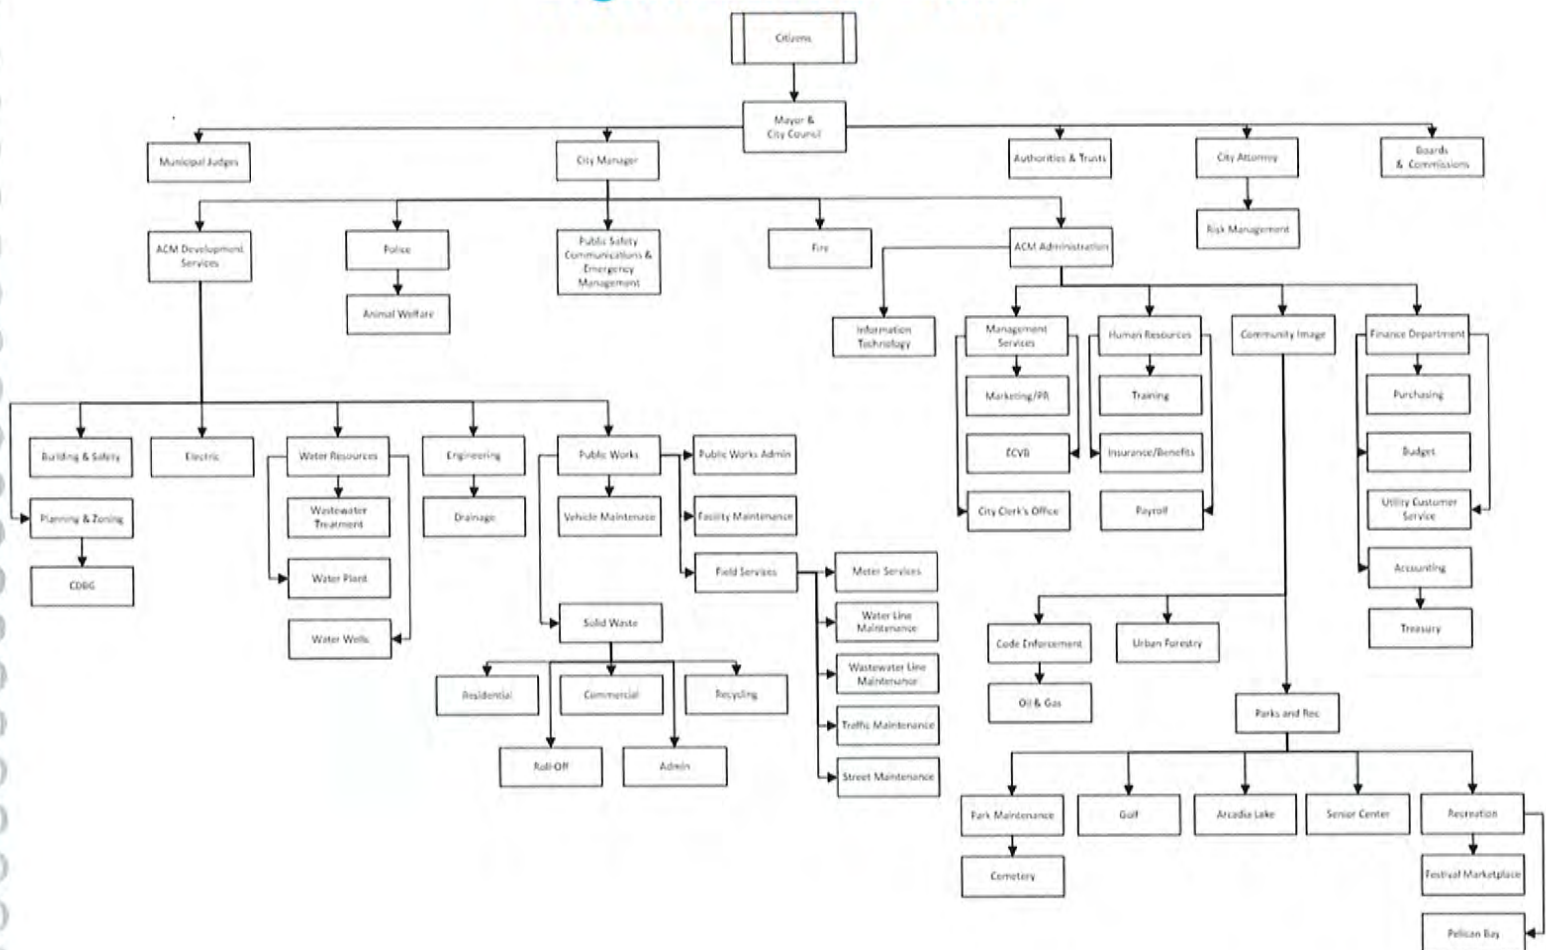 Citizens
Mayor &
City Council
Municipal Judges
City Manager
Authorities & Trusts
City Attorney
Boards
& Commissions
Risk Management
ACM Development
Services
Police
Public Safety
Communications &
Emergency
Management
Fire
ACM Administration
Animal Welfare
Information
Technology
Management
Services
Human Resources
Community Image
Finance Department
Marketing/PR
Training
Purchasing
ECVB
Insurance/Benefits
Budget
City Clerk's Office
Payroll
Utility Customer
Service
Accounting
Treasury
Building & Safety
Electric
Water Resources
Engineering
Public Works
Public Works Admin
Planning & Zoning
Wastewater
Treatment
Drainage
Vehicle Maintenace
Facility Maintenance
CDBG
Water Plant
Field Services
Meter Services
Water Wells
Solid Waste
Water Line
Maintenance
Wastewater Line
Maintenance
Traffic Maintenance
Street Maintenance
Residential
Commercial
Recycling
Roll-Off
Admin
Code Enforcement
Urban Forestry
Oil & Gas
Parks and Rec
Park Maintenance
Golf
Arcadia Lake
Senior Center
Recreation
Cemetery
Festival Marketplace
Pelican Bay